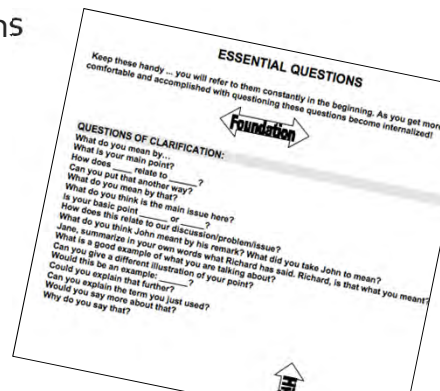 ns
ESSENTIAL QUESTIONS
Keep these handy ... you will refer to them constantly in the beginning. As you get more
comfortable and accomplished with questioning these questions become internalized!
Foundation
QUESTIONS OF CLARIFICATION:
What do you mean by…
What is your main point?
How does ____ relate to ____?
Can you put that another way?
What do you mean by that?
What do you think is the main issue here?
Is your basic point ____ or ____?
How does this relate to our discussion/problem/issue?
What do you think John meant by his remark? What did you take John to mean?
Jane, summarize in your own words what Richard has said. Richard, is that what you meant?
What is a good example of what you are talking about?
Can you give a different illustration of your point?
Would this be an example: ____?
Could you explain that further?
Can you explain the term you just used?
Would you say more about that?
Why do you say that?